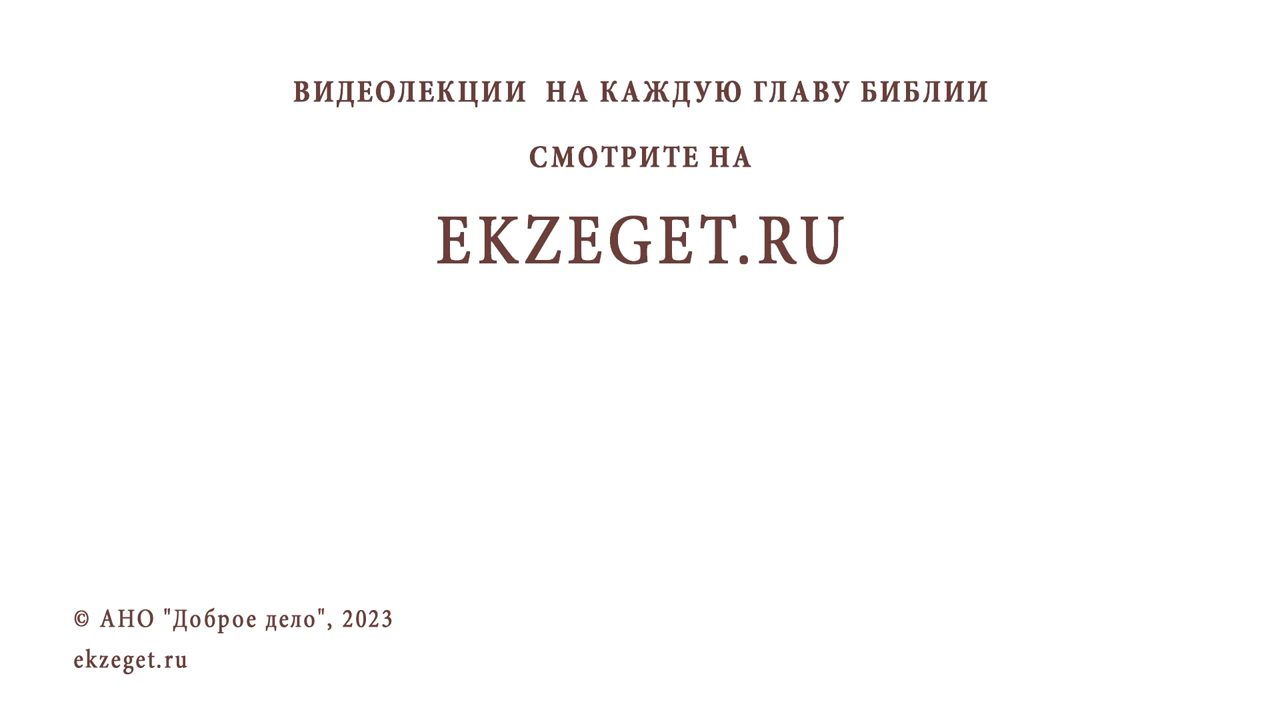 ВИДЕОЛЕКЦИИ НА КАЖДУЮ ГЛАВУ БИБЛИИ
СМОТРИТЕ НА
EKZEGET.RU
© АНО "Доброе дело", 2023
ekzeget.ru